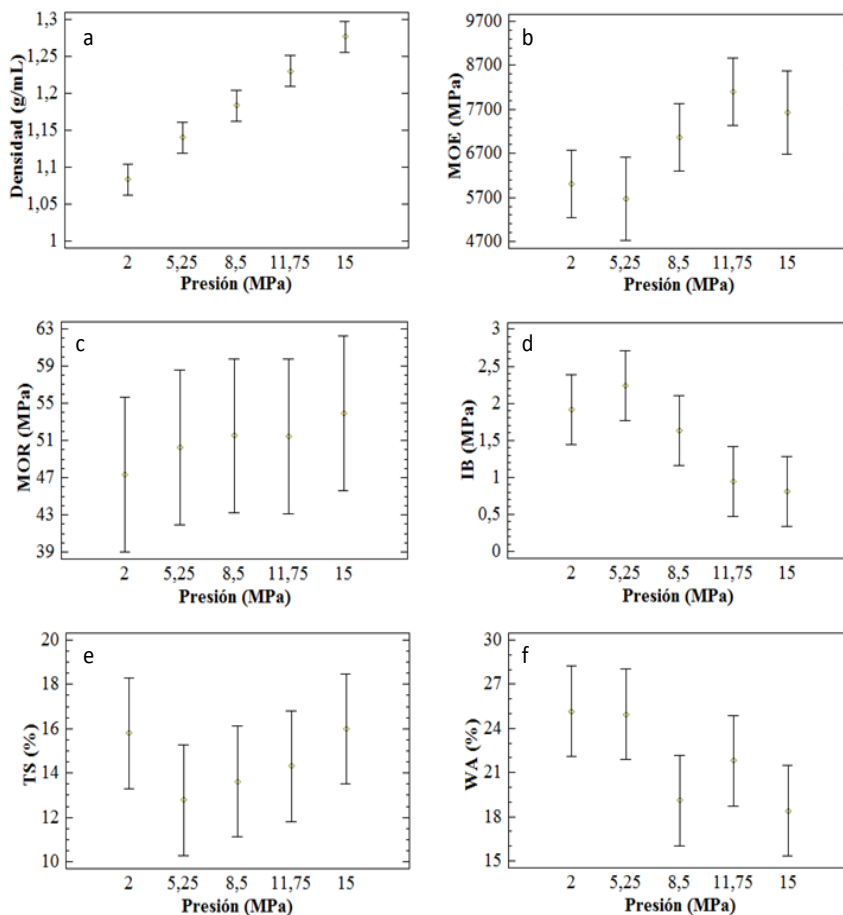 a
Densidad (g/mL)
1,3
1,25
1,2
1,15
1,1
1,05
1
2 5,25 8,5 11,75 15
Presión (MPa)
b
MOE (MPa)
9700
8700
7700
6700
5700
4700
2 5,25 8,5 11,75 15
Presión (MPa)
c
MOR (MPa)
63
59
55
51
47
43
39
2 5,25 8,5 11,75 15
Presión (MPa)
d
IB (MPa)
3
2,5
2
1,5
1
0,5
0
2 5,25 8,5 11,75 15
Presión (MPa)
e
TS (%)
20
18
16
14
12
10
2 5,25 8,5 11,75 15
Presión (MPa)
f
WA (%)
30
27
24
21
18
15
2 5,25 8,5 11,75 15
Presión (MPa)